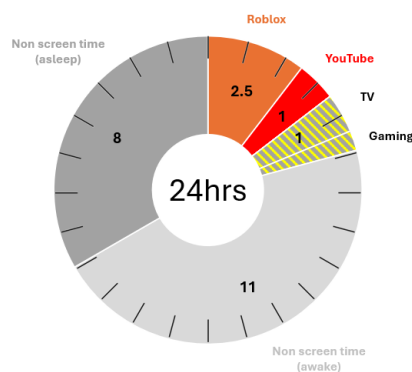 Roblox
Non screen time
(asleep)
YouTube
2.5
TV
1
8
1
Gaming
24hrs
11
Non screen time
(awake)